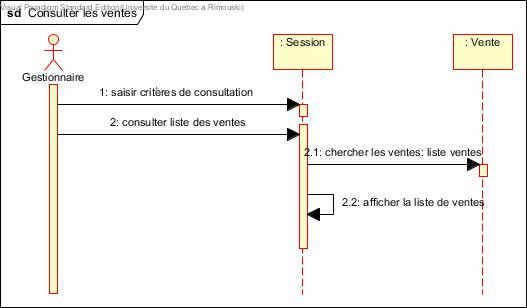 Visual Paradigm Standard Edition(Universite du Quebec a Rimouski)
sd Consulter les ventes
: Session
: Vente
Gestionnaire
1: saisir critères de consultation
2: consulter liste des ventes
2.1: chercher les ventes: liste ventes
2.2: afficher la liste de ventes